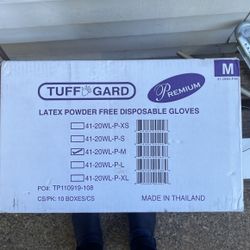 TUFF GARD
PREMIUM
M
LATEX POWDER FREE DISPOSABLE GLOVES
41-20WL-P-XS
41-20WL-P-S
41-20WL-P-M
41-20WL-P-L
41-20WL-P-XL
PO#: TP110919-108
CS/PK: 10 BOXES/CS
MADE IN THAILAND